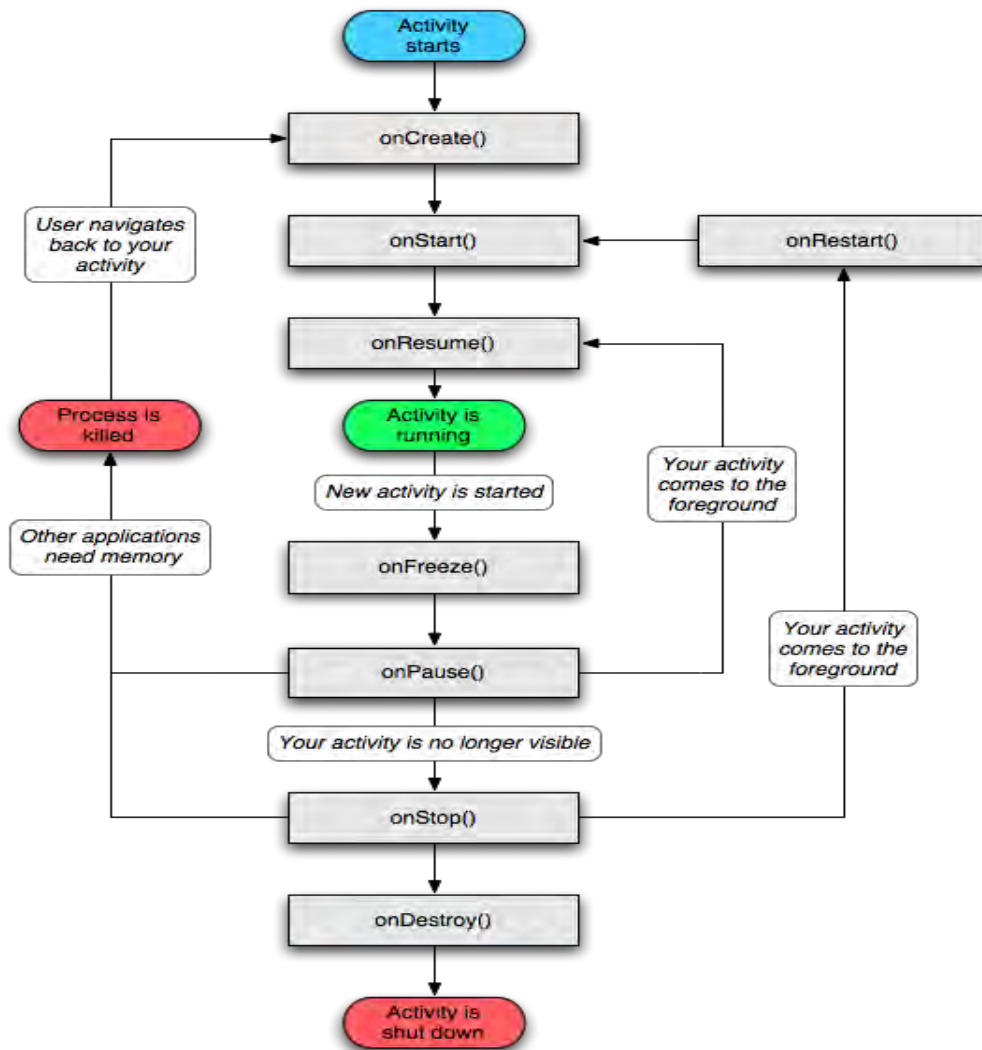 Activity
starts
onCreate()
User navigates
back to your
activity
onStart()
onRestart()
onResume()
Process is
killed
Activity is
running
New activity is started
Your activity
comes to the
foreground
Other applications
need memory
onFreeze()
Your activity
comes to the
foreground
onPause()
Your activity is no longer visible
onStop()
onDestroy()
Activity is
shut down